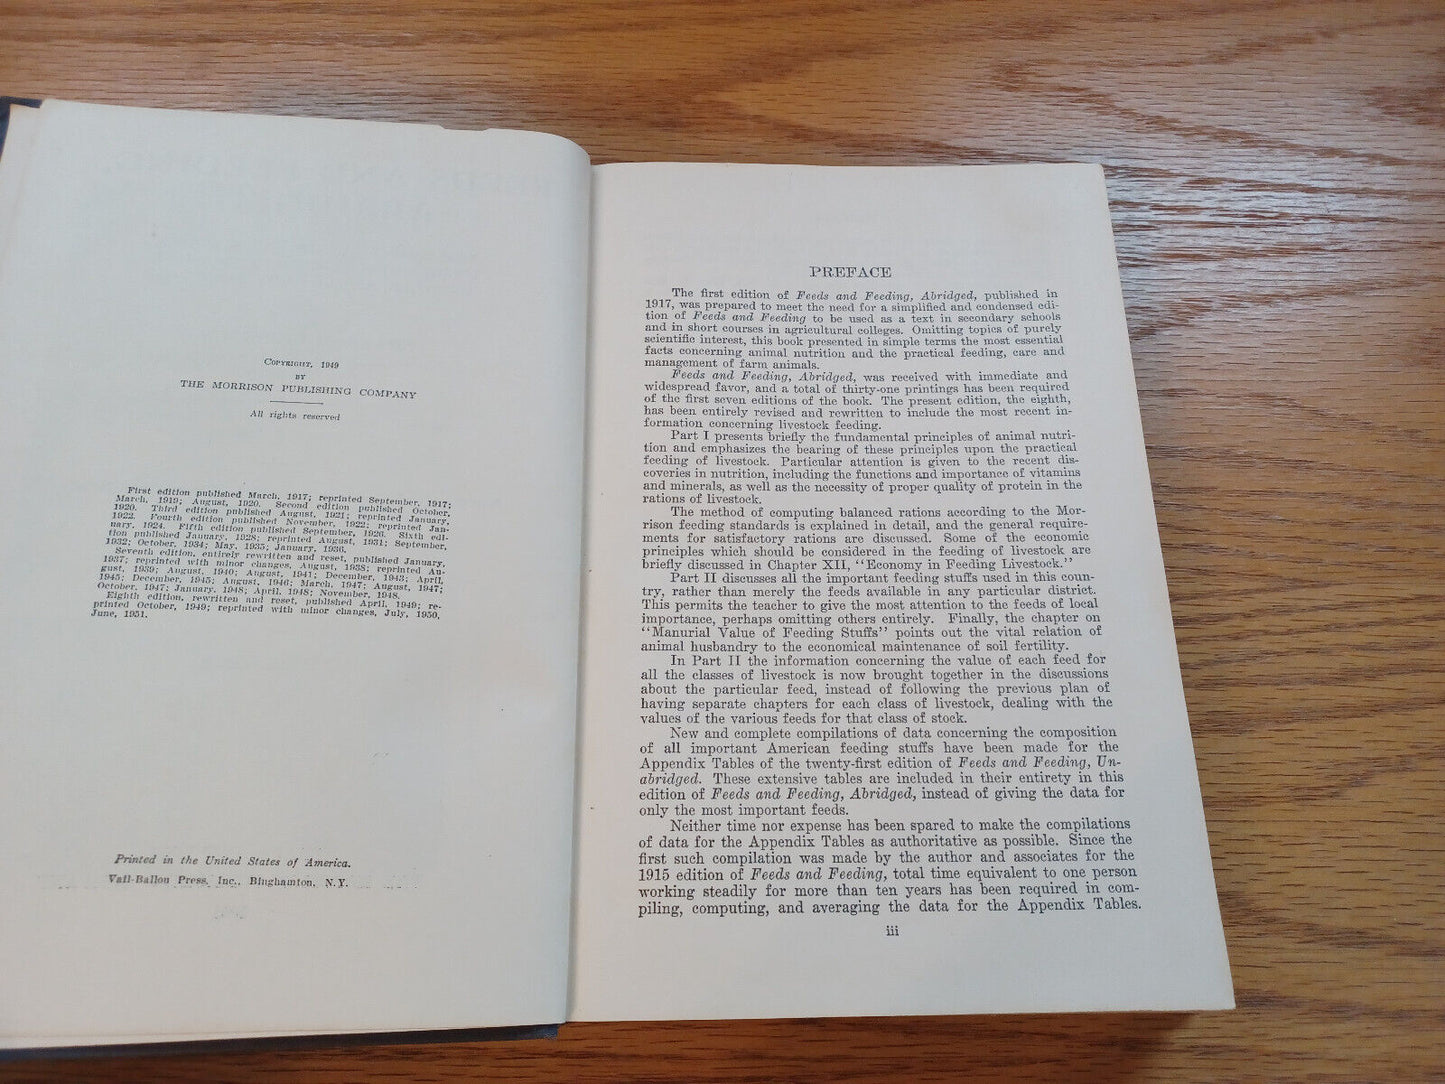 COPYRIGHT, 1949
BY
THE MORRISON PUBLISHING COMPANY
All rights reserved
First edition published March, 1917; reprinted September, 1917;
March, 1919; August, 1920. Second edition published October,
1920. Third edition published August, 1921; reprinted January,
1922. Fourth edition published November, 1922; reprinted Jan-
uary, 1924. Fifth edition published September, 1926. Sixth edi-
tion published January, 1928; reprinted August, 1931; September,
1932; October, 1934; May, 1935; January, 1936.
Seventh edition, entirely rewritten and reset, published January,
1937; reprinted with minor changes, August, 1938; reprinted Au-
gust, 1939; August, 1940; August, 1941; December, 1943; April,
1945; December, 1945; August, 1946; March, 1947; August, 1947;
October, 1947; January, 1948; April, 1948; November, 1948.
Eighth edition, rewritten and reset, published April, 1949; re-
printed October, 1949; reprinted with minor changes, July, 1950,
June, 1951.
Printed in the United States of America.
Vail-Ballou Press, Inc., Binghamton, N.Y.
PREFACE
The first edition of Feeds and Feeding, Abridged, published in
1917, was prepared to meet the need for a simplified and condensed edi-
tion of Feeds and Feeding to be used as a text in secondary schools
and in short courses in agricultural colleges. Omitting topics of purely
scientific interest, this book presented in simple terms the most essential
facts concerning animal nutrition and the practical feeding, care and
management of farm animals.
Feeds and Feeding, Abridged, was received with immediate and
widespread favor, and a total of thirty-one printings has been required
of the first seven editions of the book. The present edition, the eighth,
has been entirely revised and rewritten to include the most recent in-
formation concerning livestock feeding.
Part I presents briefly the fundamental principles of animal nutri-
tion and emphasizes the bearing of these principles upon the practical
feeding of livestock. Particular attention is given to the recent dis-
coveries in nutrition, including the functions and importance of vitamins
and minerals, as well as the necessity of proper quality of protein in the
rations of livestock.
The method of computing balanced rations according to the Mor-
rison feeding standards is explained in detail, and the general require-
ments for satisfactory rations are discussed. Some of the economic
principles which should be considered in the feeding of livestock are
briefly discussed in Chapter XII, "Economy in Feeding Livestock."
Part II discusses all the important feeding stuffs used in this coun-
try, rather than merely the feeds available in any particular district.
This permits the teacher to give the most attention to the feeds of local
importance, perhaps omitting others entirely. Finally, the chapter on
"Manurial Value of Feeding Stuffs" points out the vital relation of
animal husbandry to the economical maintenance of soil fertility.
In Part II the information concerning the value of each feed for
all the classes of livestock is now brought together in the discussions
about the particular feed, instead of following the previous plan of
having separate chapters for each class of livestock, dealing with the
values of the various feeds for that class of stock.
New and complete compilations of data concerning the composition
of all important American feeding stuffs have been made for the
Appendix Tables of the twenty-first edition of Feeds and Feeding, Un-
abridged. These extensive tables are included in their entirety in this
edition of Feeds and Feeding, Abridged, instead of giving the data for
only the most important feeds.
Neither time nor expense has been spared to make the compilations
of data for the Appendix Tables as authoritative as possible. Since the
first such compilation was made by the author and associates for the
1915 edition of Feeds and Feeding, total time equivalent to one person
working steadily for more than ten years has been required in com-
piling, computing, and averaging the data for the Appendix Tables.
iii